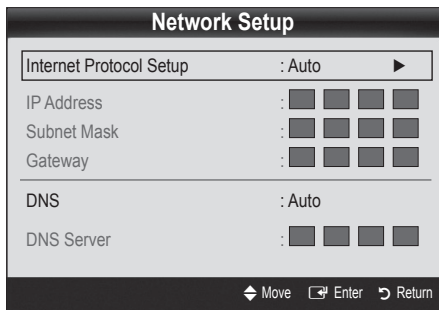 Network Setup
Internet Protocol Setup : Auto ▶
IP Address :
Subnet Mask :
Gateway :
DNS : Auto
DNS Server :
Move Enter Return